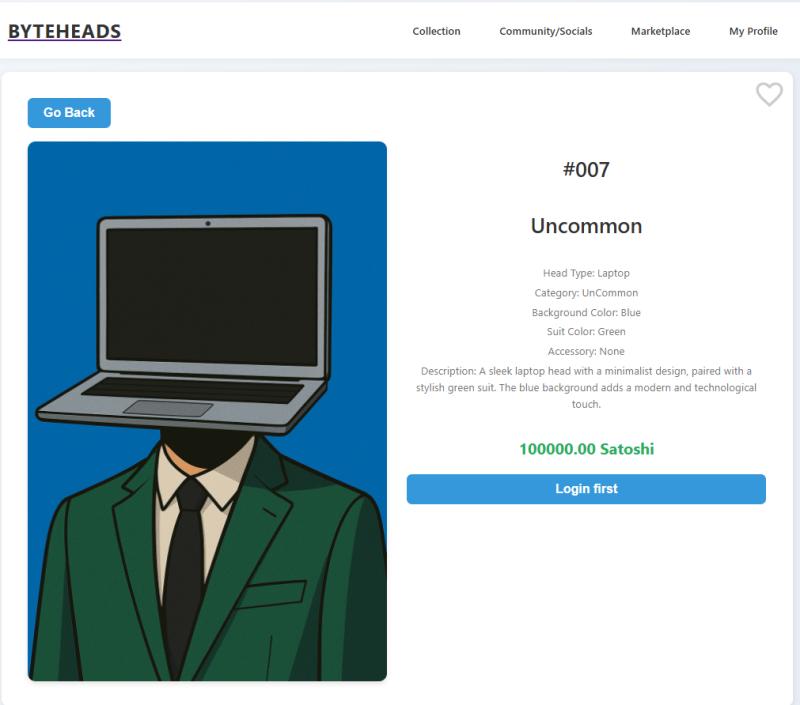 BYTEHEADS
Collection
Community/Socials
Marketplace
My Profile
Go Back
#007
Uncommon
Head Type: Laptop
Category: UnCommon
Background Color: Blue
Suit Color: Green
Accessory: None
Description: A sleek laptop head with a minimalist design, paired with a
stylish green suit. The blue background adds a modern and technological
touch.
100000.00 Satoshi
Login first